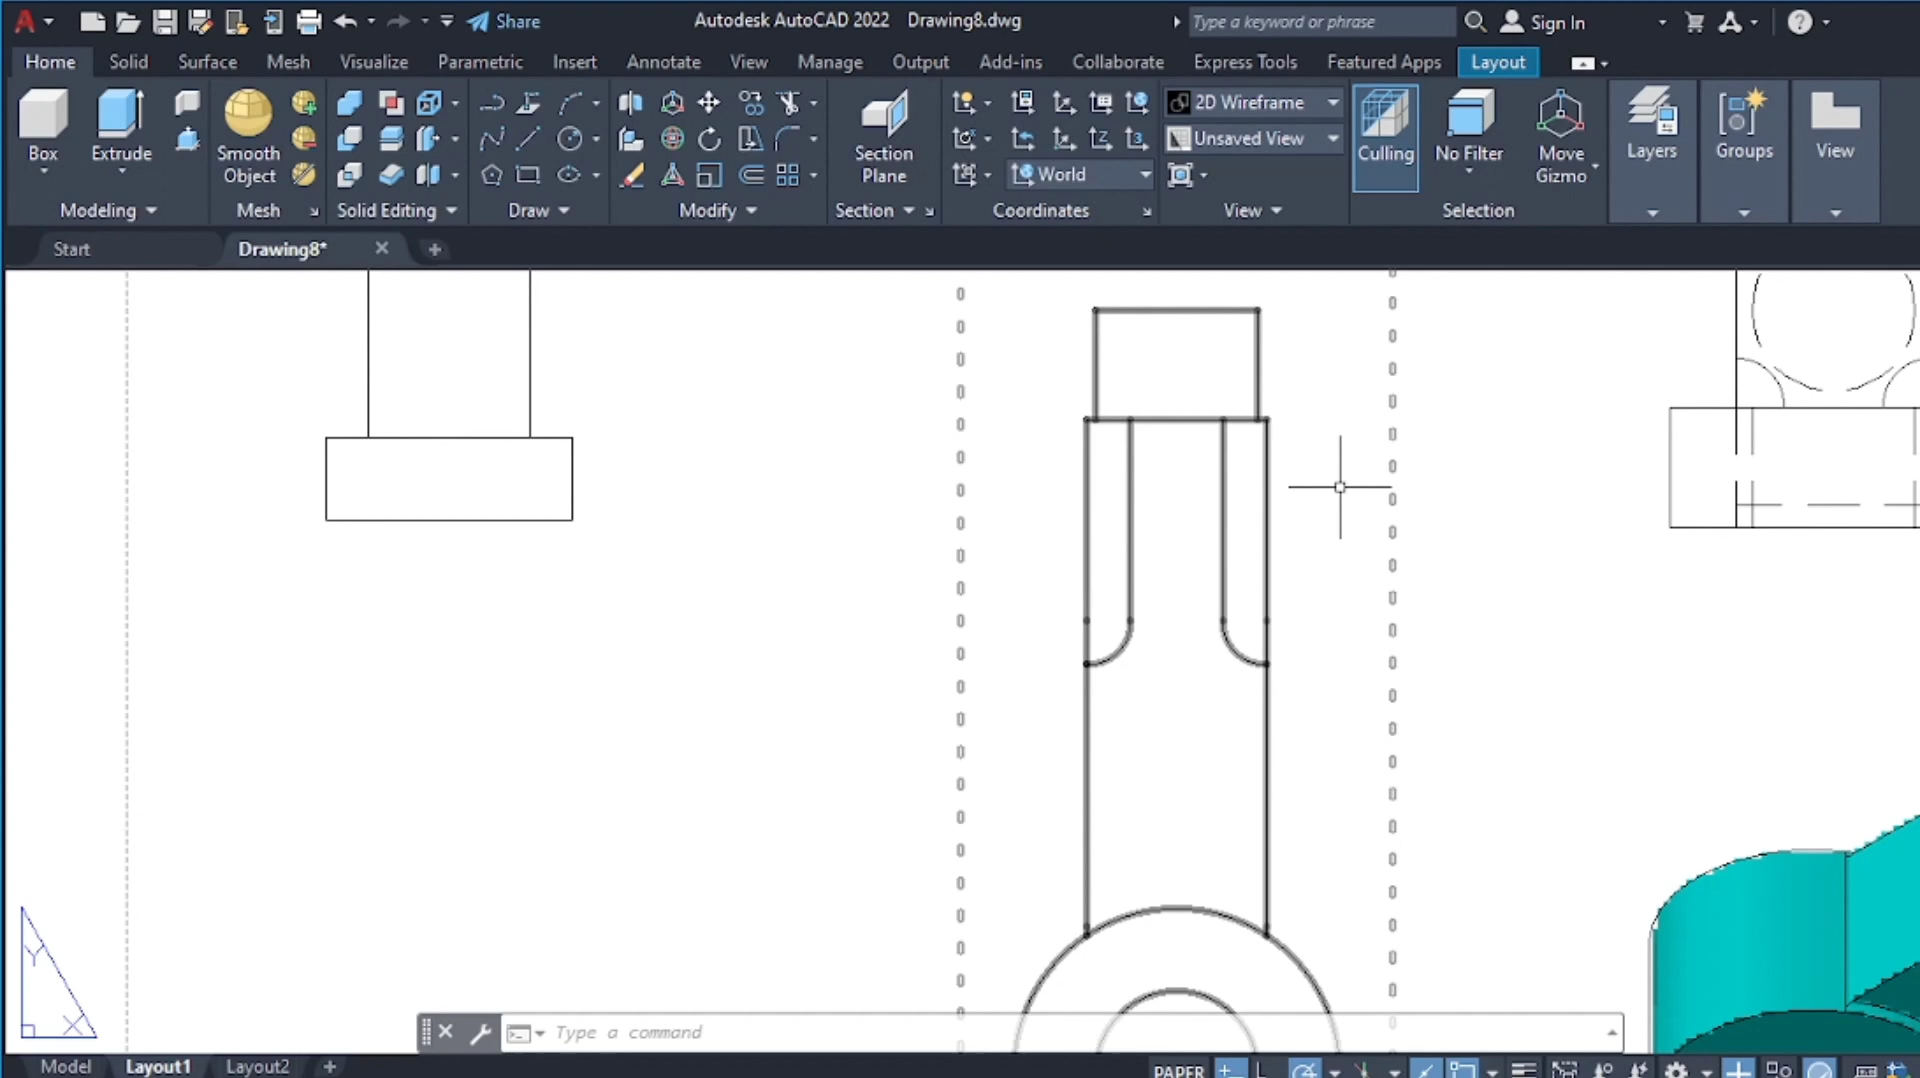 A Share Autodesk AutoCAD 2022 Drawing8.dwg Type a keyword or phrase Sign In ?
Home Solid Surface Mesh Visualize Parametric Insert Annotate View Manage Output Add-ins Collaborate Express Tools Featured Apps Layout
Box Extrude Smooth Object Section Plane World 2D Wireframe Unsaved View Culling No Filter Move Gizmo Layers Groups View
Modeling Mesh Solid Editing Draw Modify Section Coordinates View Selection
Start Drawing8* +
Y
X
Type a command
Model Layout1 Layout2 + PAPER